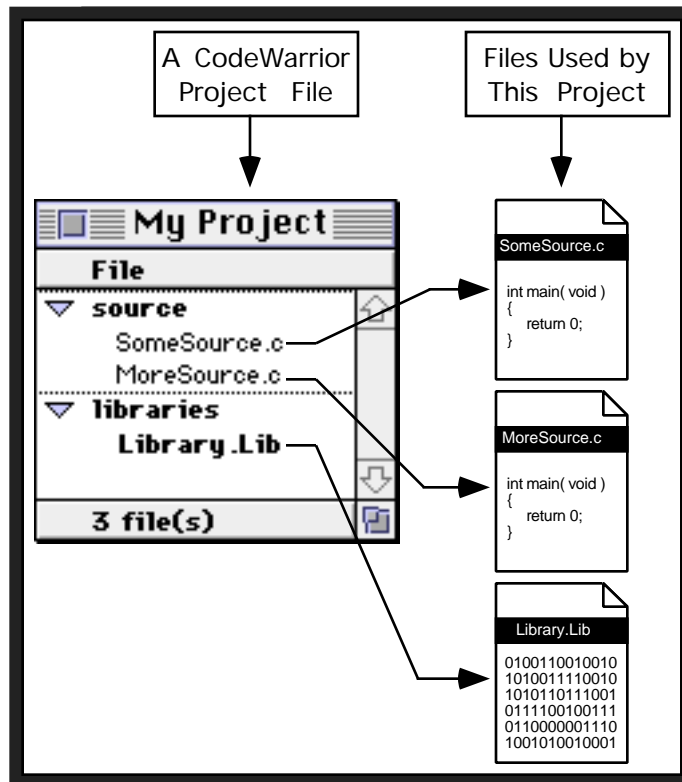 A CodeWarrior
Project File
Files Used by
This Project
My Project
File
source
SomeSource.c
MoreSource.c
libraries
Library.Lib
3 file(s)
SomeSource.c
int main( void )
{
return 0;
}
MoreSource.c
int main( void )
{
return 0;
}
Library.Lib
0100110010010
1010011110010
1010110111001
0111100100111
0110000001110
1001010010001